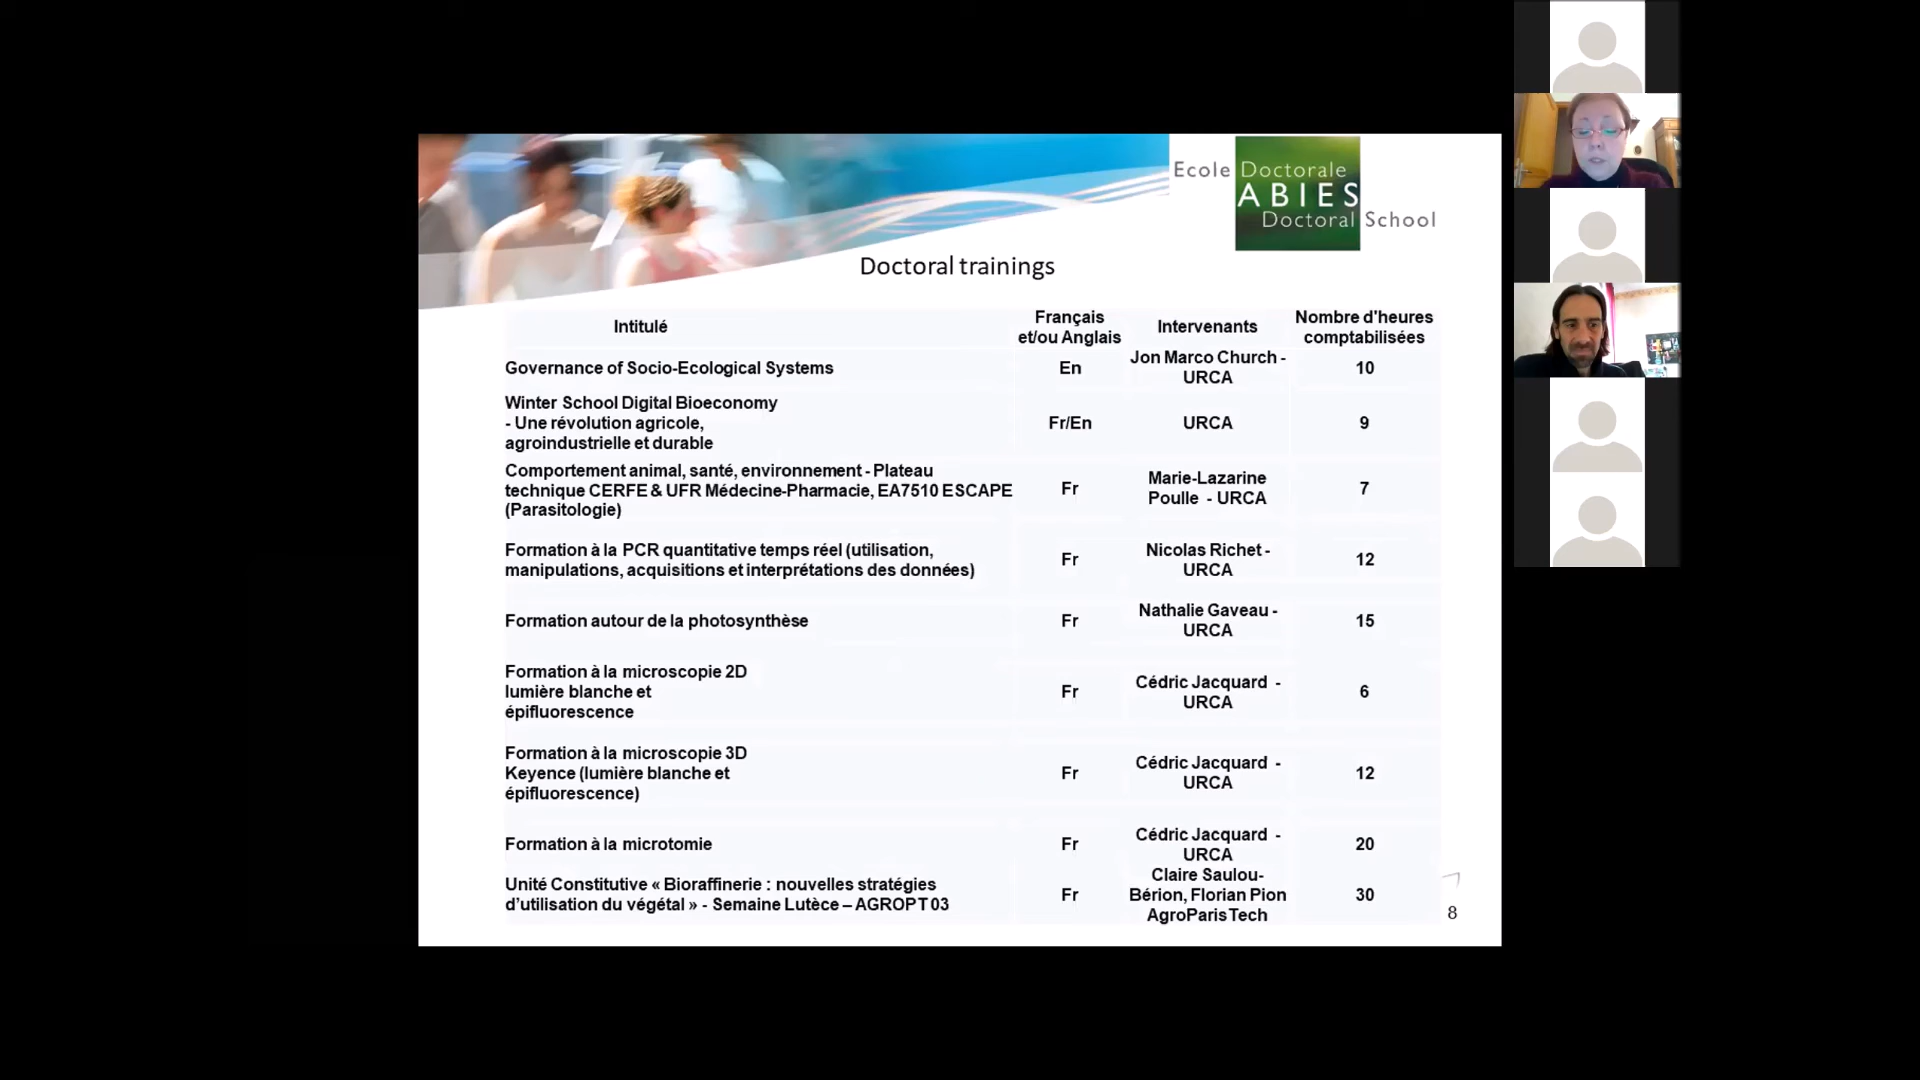 Ecole Doctorale
ABIES
Doctoral School
Doctoral trainings
Intitulé
Français
et/ou Anglais
Intervenants
Nombre d'heures
comptabilisées
Governance of Socio-Ecological Systems
En
Jon Marco Church -
URCA
10
Winter School Digital Bioeconomy
- Une révolution agricole,
agroindustrielle et durable
Fr/En
URCA
9
Comportement animal, santé, environnement - Plateau
technique CERFE & UFR Médecine-Pharmacie, EA7510 ESCAPE
(Parasitologie)
Fr
Marie-Lazarine
Poulle - URCA
7
Formation à la PCR quantitative temps réel (utilisation,
manipulations, acquisitions et interprétations des données)
Fr
Nicolas Richet -
URCA
12
Formation autour de la photosynthèse
Fr
Nathalie Gaveau -
URCA
15
Formation à la microscopie 2D
lumière blanche et
épifluorescence
Fr
Cédric Jacquard -
URCA
6
Formation à la microscopie 3D
Keyence (lumière blanche et
épifluorescence)
Fr
Cédric Jacquard -
URCA
12
Formation à la microtomie
Fr
Cédric Jacquard -
URCA
20
Unité Constitutive « Bioraffinerie : nouvelles stratégies
d’utilisation du végétal » - Semaine Lutèce – AGROPT 03
Fr
Claire Saulou-
Bérion, Florian Pion
AgroParisTech
30
8